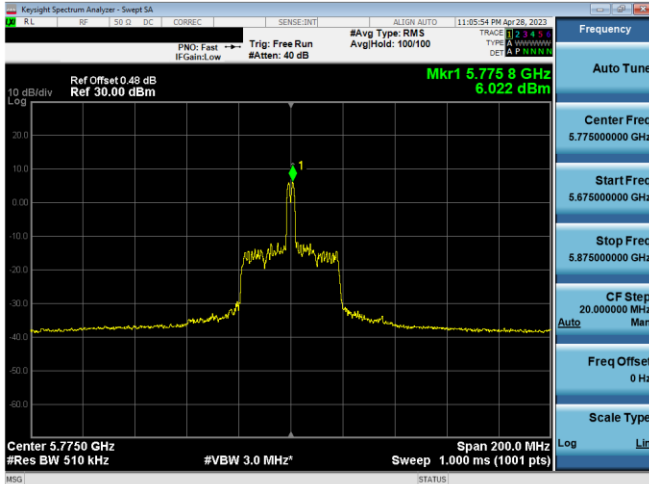 Keysight Spectrum Analyzer - Swept SA
RL RF 50 Ω DC CORREC SENSE:INT ALIGN AUTO 11:05:54 PM Apr 28, 2023
PNO: Fast
IFGain:Low
Trig: Free Run
#Atten: 40 dB
#Avg Type: RMS
Avg|Hold: 100/100
TRACE 1 2 3 4 5 6
TYPE A WWWWW
DET A P N N N N
Mkr1 5.775 8 GHz
6.022 dBm
10 dB/div
Log
Ref Offset 0.48 dB
Ref 30.00 dBm
1
20.0
10.0
0.00
-10.0
-20.0
-30.0
-40.0
-50.0
-60.0
Center 5.7750 GHz
#Res BW 510 kHz
#VBW 3.0 MHz*
Span 200.0 MHz
Sweep 1.000 ms (1001 pts)
MSG STATUS
Frequency
Auto Tune
Center Freq
5.775000000 GHz
Start Freq
5.675000000 GHz
Stop Freq
5.875000000 GHz
CF Step
20.000000 MHz
Auto Man
Freq Offset
0 Hz
Scale Type
Log Lin